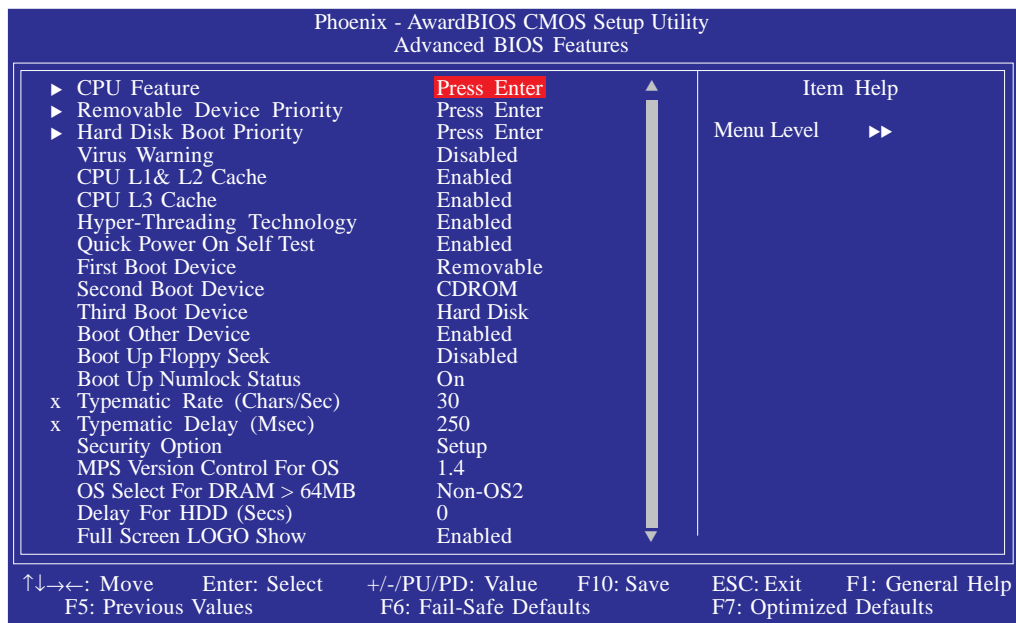 Phoenix - AwardBIOS CMOS Setup Utility
Advanced BIOS Features
▶ CPU Feature Press Enter
▶ Removable Device Priority Press Enter
▶ Hard Disk Boot Priority Press Enter
Virus Warning Disabled
CPU L1& L2 Cache Enabled
CPU L3 Cache Enabled
Hyper-Threading Technology Enabled
Quick Power On Self Test Enabled
First Boot Device Removable
Second Boot Device CDROM
Third Boot Device Hard Disk
Boot Other Device Enabled
Boot Up Floppy Seek Disabled
Boot Up Numlock Status On
x Typematic Rate (Chars/Sec) 30
x Typematic Delay (Msec) 250
Security Option Setup
MPS Version Control For OS 1.4
OS Select For DRAM > 64MB Non-OS2
Delay For HDD (Secs) 0
Full Screen LOGO Show Enabled
Item Help
Menu Level ▶▶
↑↓→←: Move Enter: Select +/-/PU/PD: Value F10: Save ESC: Exit F1: General Help
F5: Previous Values F6: Fail-Safe Defaults F7: Optimized Defaults